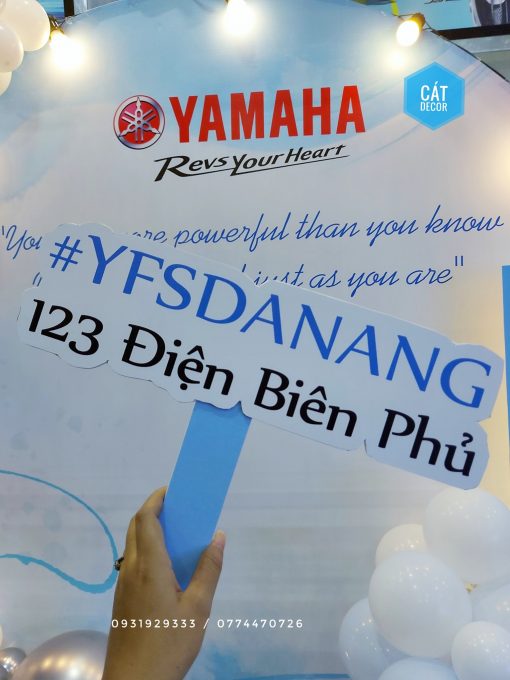 CÁT
DECOR
YAMAHA
Revs Your Heart
powerful than you know
just as you are"
#YFSDANANG
123 Điện Biên Phủ
0931929333 / 0774470726